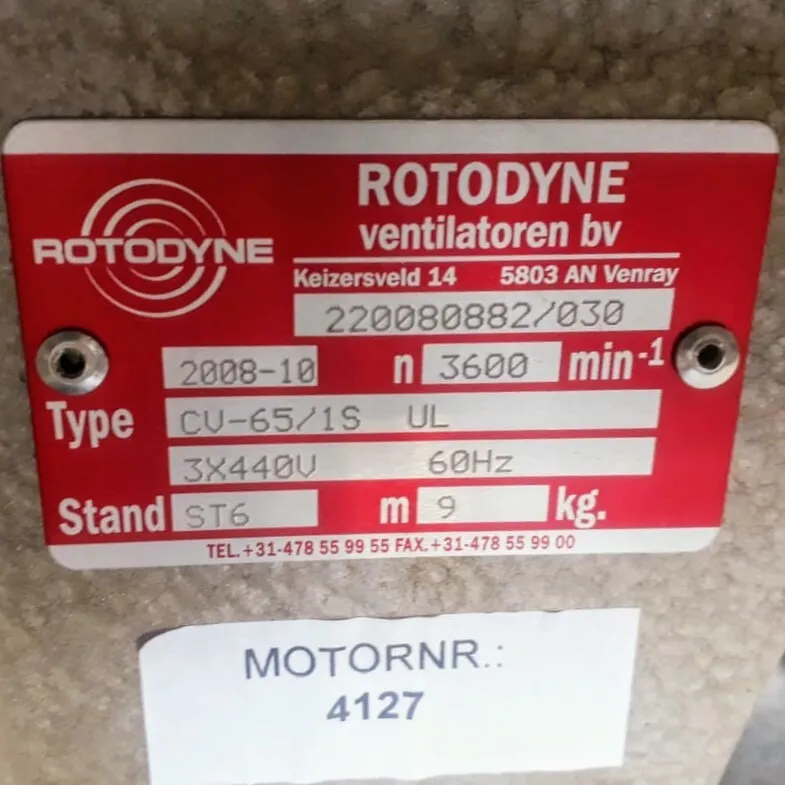 ROTODYNE
ROTODYNE
ventilatoren bv
Keizersveld 14 5803 AN Venray
220080882/030
2008-10 n 3600 min-1
Type CV-65/1S UL
3X440V 60Hz
Stand ST6 m 9 kg.
TEL.+31-478 55 99 55 FAX.+31-478 55 99 00
MOTORNR.:
4127